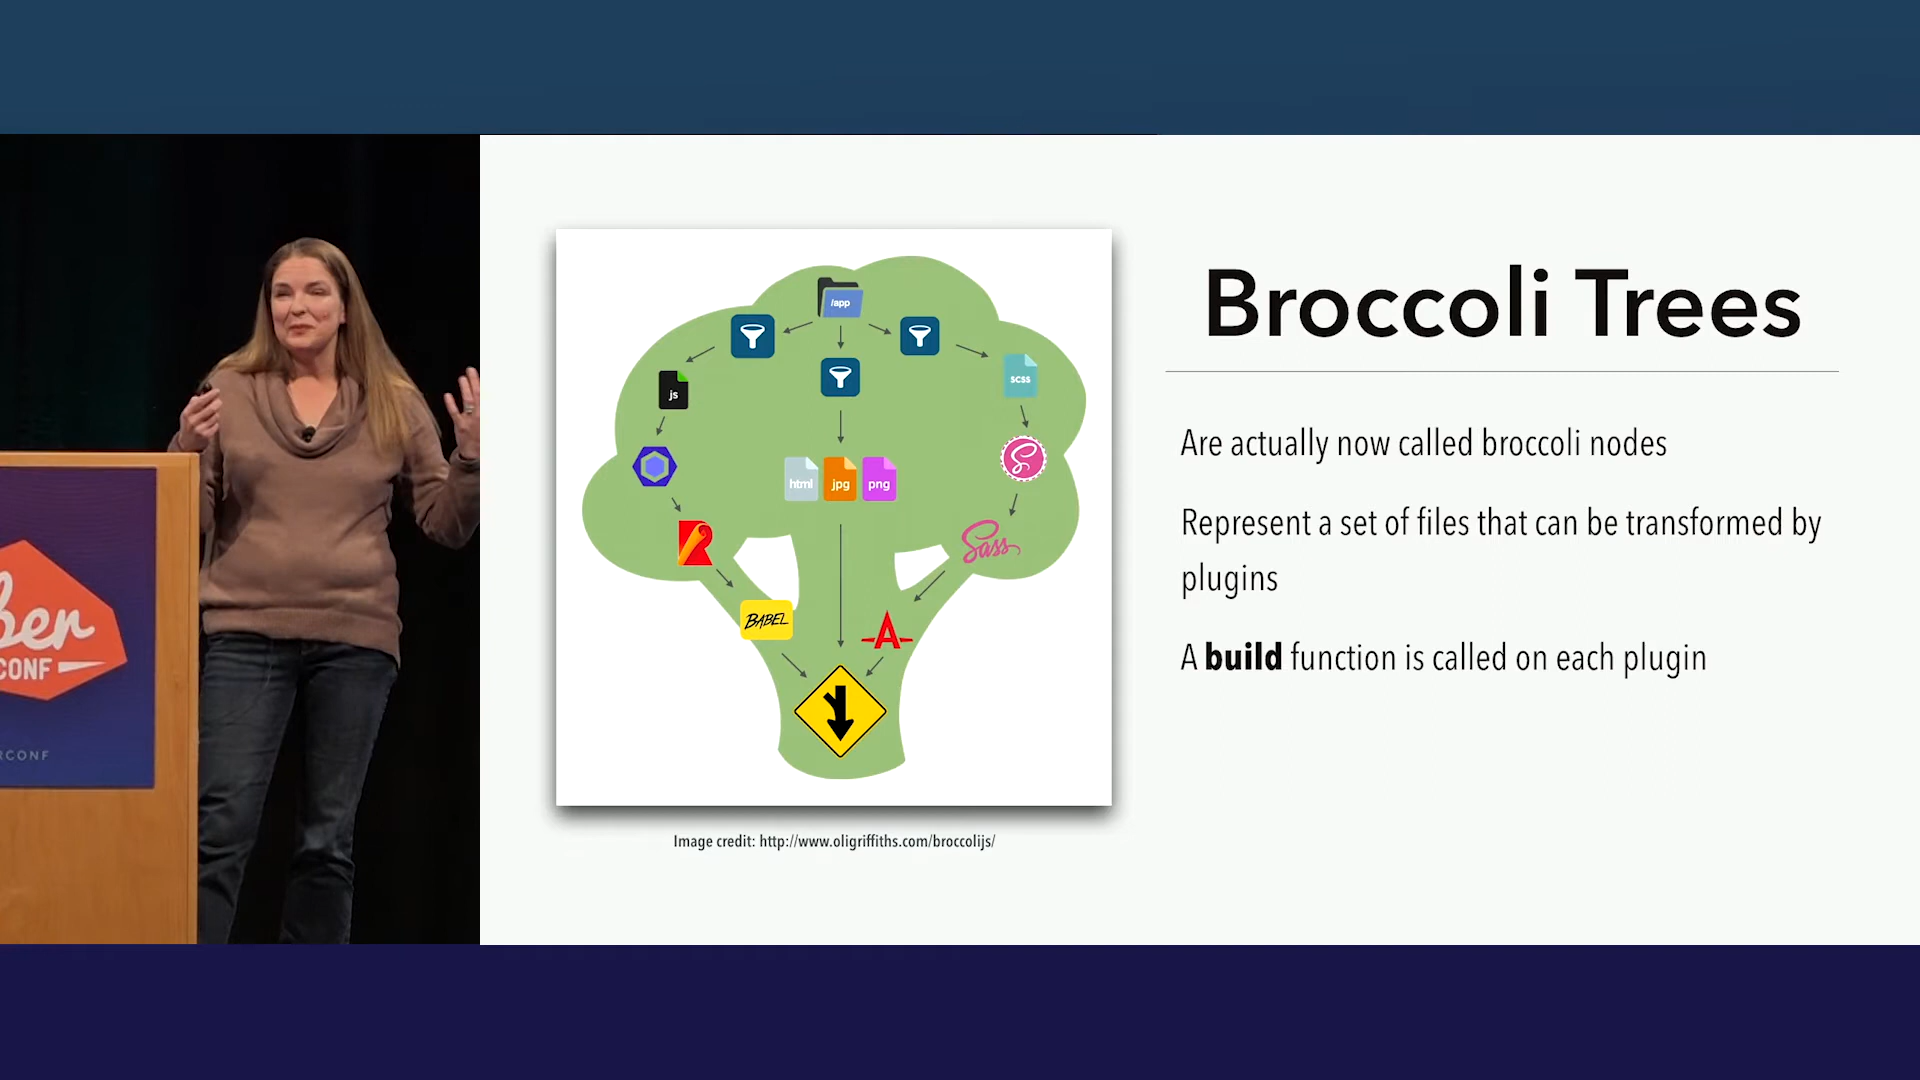 Broccoli Trees
Are actually now called broccoli nodes
Represent a set of files that can be transformed by
plugins
A build function is called on each plugin
/app
js
scss
html jpg png
Sass
BABEL
A
Image credit: http://www.oligriffiths.com/broccolijs/
ber
CONF
RCONF